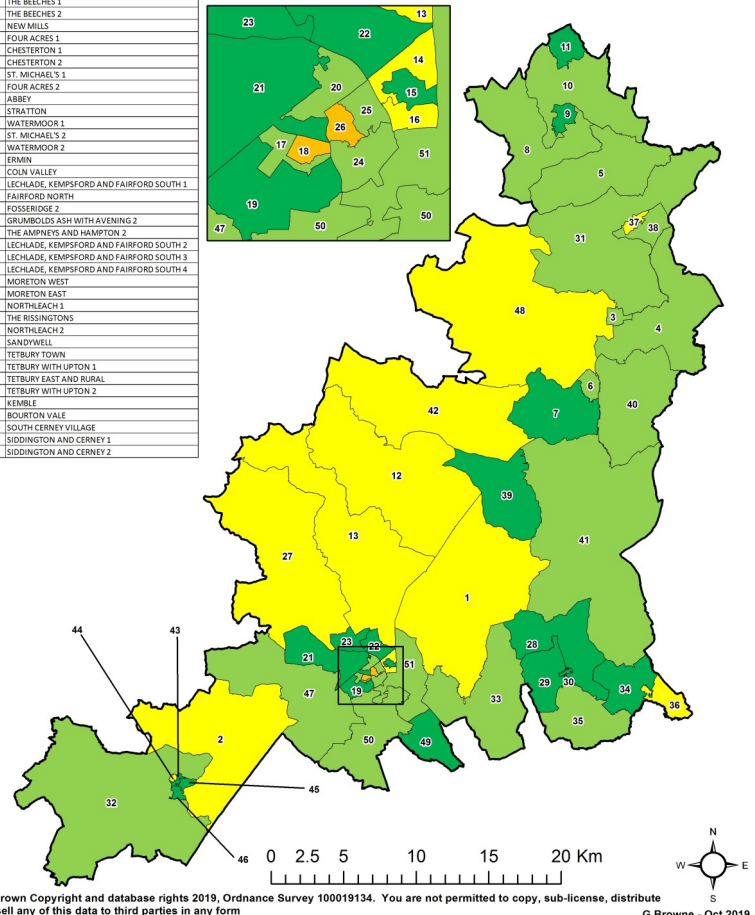 THE BEECHES 1
THE BEECHES 2
NEW MILLS
FOUR ACRES 1
CHESTERTON 1
CHESTERTON 2
ST. MICHAEL'S 1
FOUR ACRES 2
ABBEY
STRATTON
WATERMOOR 1
ST. MICHAEL'S 2
WATERMOOR 2
ERMIN
COLN VALLEY
LECHLADE, KEMPSFORD AND FAIRFORD SOUTH 1
FAIRFORD NORTH
FOSSERIDGE 2
GRUMBOLDS ASH WITH AVENING 2
THE AMPNEYS AND HAMPTON 2
LECHLADE, KEMPSFORD AND FAIRFORD SOUTH 2
LECHLADE, KEMPSFORD AND FAIRFORD SOUTH 3
LECHLADE, KEMPSFORD AND FAIRFORD SOUTH 4
MORETON WEST
MORETON EAST
NORTHLEACH 1
THE RISSINGTONS
NORTHLEACH 2
SANDYWELL
TETBURY TOWN
TETBURY WITH UPTON 1
TETBURY EAST AND RURAL
TETBURY WITH UPTON 2
KEMBLE
BOURTON VALE
SOUTH CERNEY VILLAGE
SIDDINGTON AND CERNEY 1
SIDDINGTON AND CERNEY 2
13
23
22
14
21
20
15
25
16
26
17
18
24
51
19
47
50
50
11
10
9
8
5
37
38
31
48
3
4
6
7
40
42
12
39
13
41
27
1
44
43
23
22
28
21
51
19
30
29
34
47
33
36
2
35
50
49
32
45
46
0 2.5 5 10 15 20 Km
N
W E
S
rown Copyright and database rights 2019, Ordnance Survey 100019134. You are not permitted to copy, sub-license, distribute
sell any of this data to third parties in any form
G Browne - Oct 2019